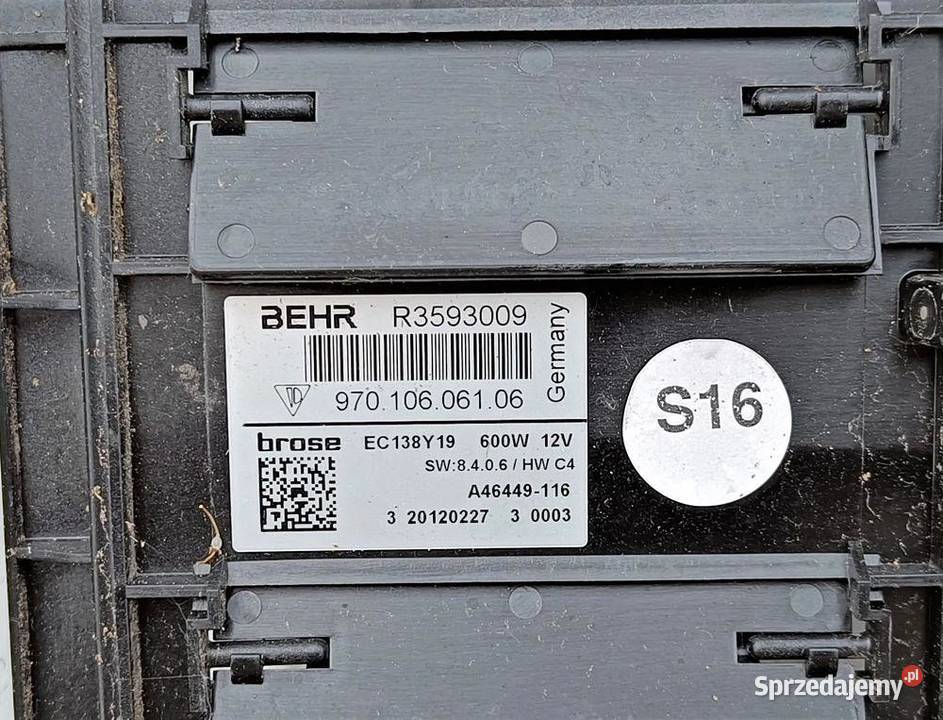 BEHR R3593009
Germany
970.106.061.06
brose EC138Y19 600W 12V
SW:8.4.0.6 / HW C4
A46449-116
3 20120227 3 0003
S16
Sprzedajemy.pl